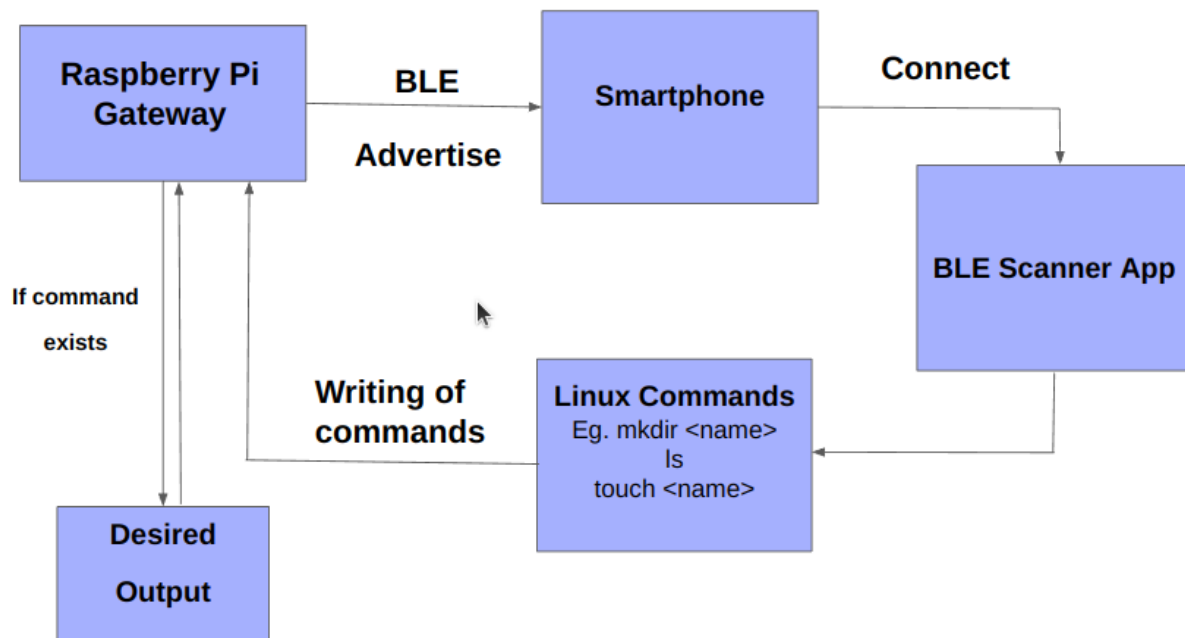 Raspberry Pi
Gateway
BLE
Advertise
Smartphone
Connect
BLE Scanner App
If command
exists
Writing of
commands
Linux Commands
Eg. mkdir <name>
ls
touch <name>
Desired
Output